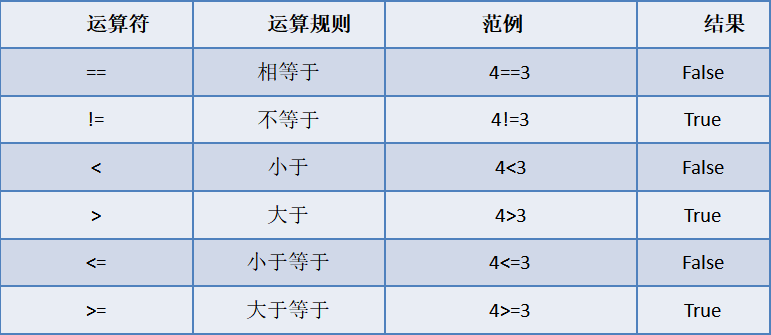 运算符 运算规则 范例 结果
== 相等于 4==3 False
!= 不等于 4!=3 True
< 小于 4<3 False
> 大于 4>3 True
<= 小于等于 4<=3 False
>= 大于等于 4>=3 True